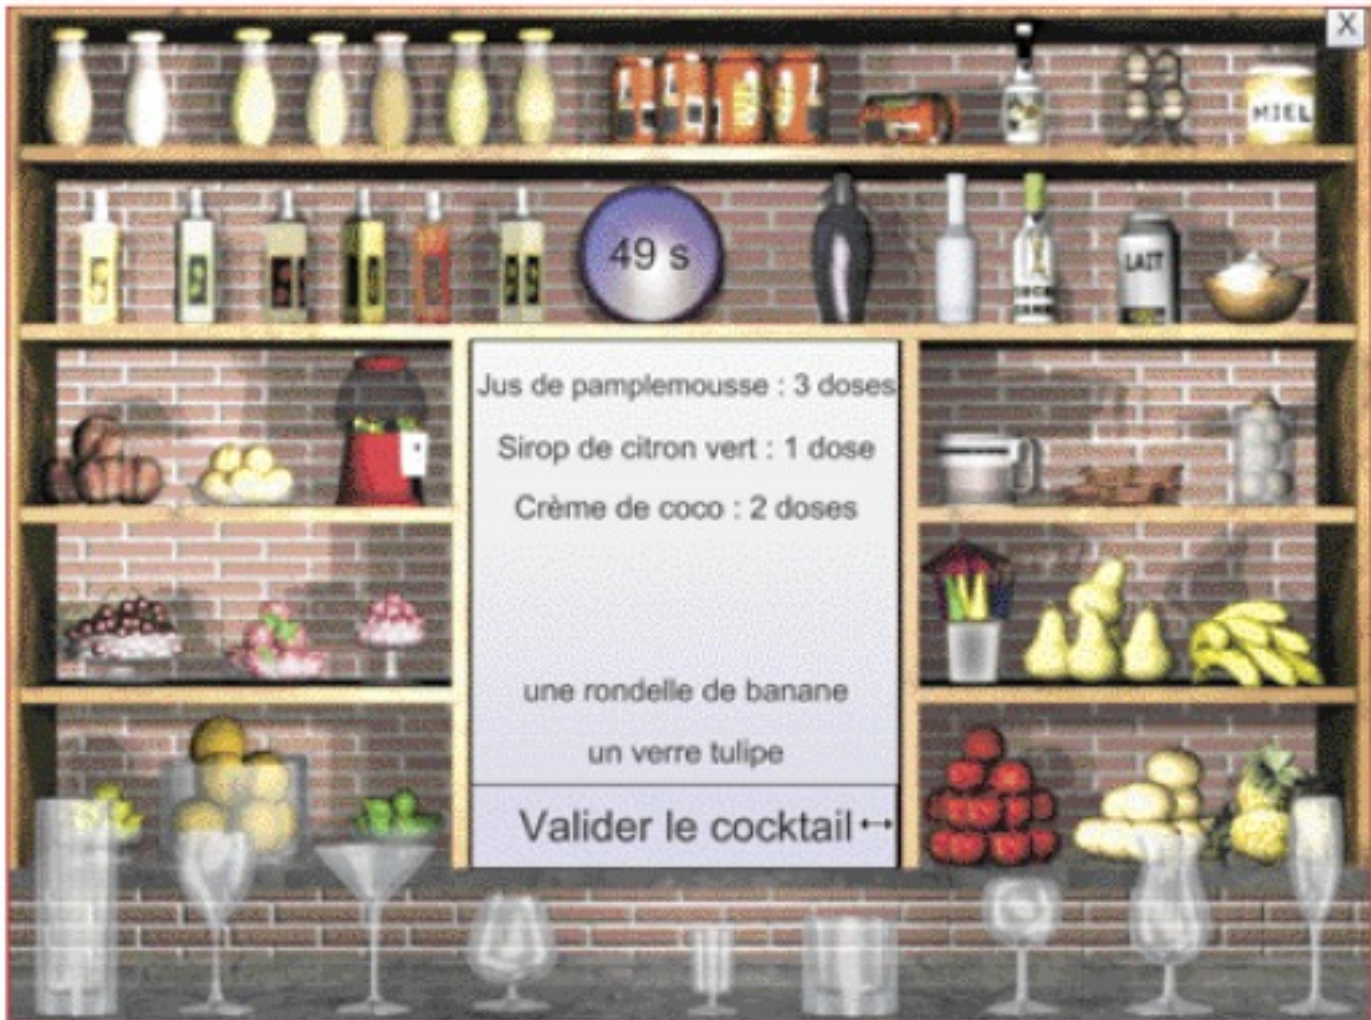 X
MIEL
49 s
LAIT
Jus de pamplemousse : 3 doses
Sirop de citron vert : 1 dose
Crème de coco : 2 doses
une rondelle de banane
un verre tulipe
Valider le cocktail ↔